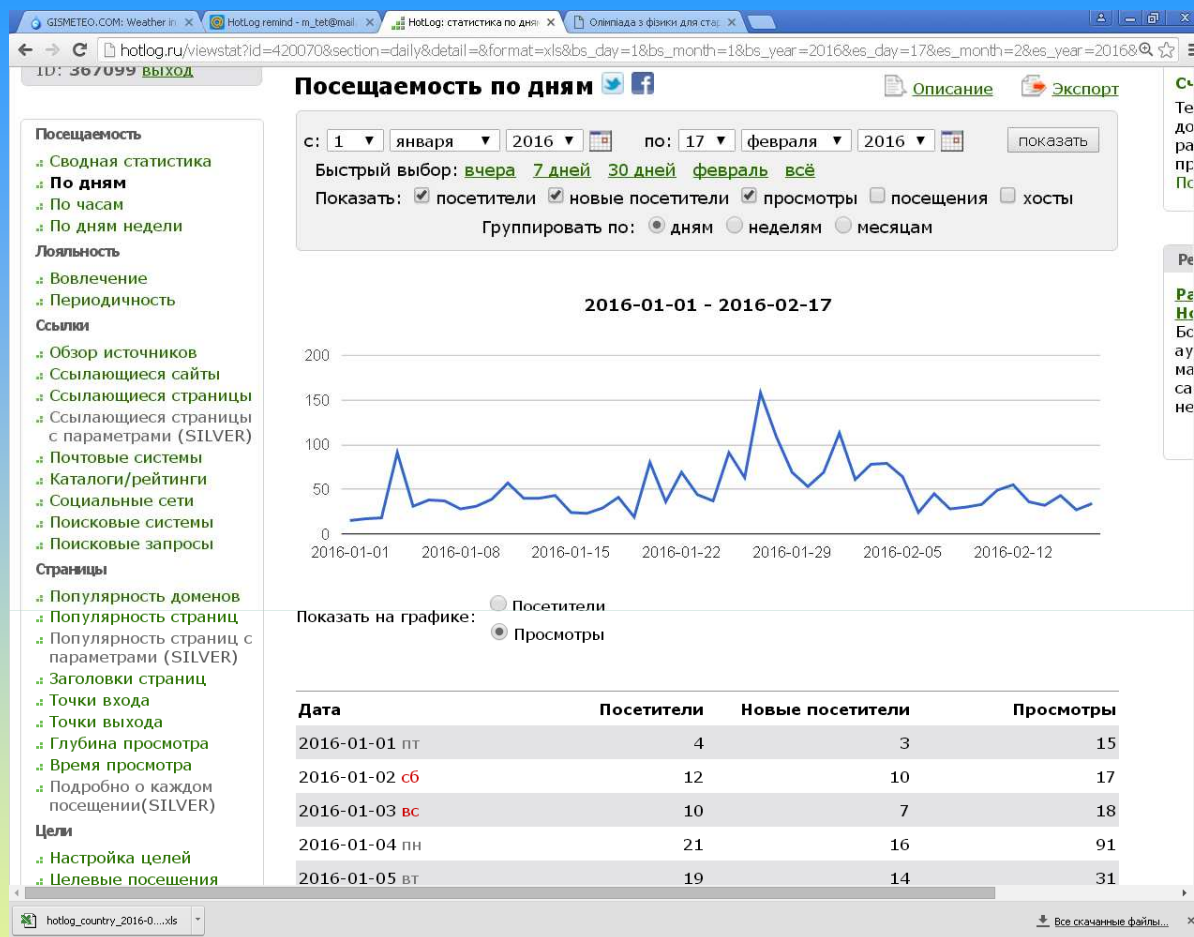 GISMETEO.COM: Weather in
HotLog remind - m_tet@mail.
HotLog: статистика по дня
Олимпіада з фізики для ста
hotlog.ru/viewstat?id=420070&section=daily&detail=&format=xls&bs_day=1&bs_month=1&bs_year=2016&es_day=17&es_month=2&es_year=2016&
ID: 367099 выход
Посещаемость
.: Сводная статистика
.: По дням
.: По часам
.: По дням недели
Лояльность
.: Вовлечение
.: Периодичность
Ссылки
.: Обзор источников
.: Ссылающиеся сайты
.: Ссылающиеся страницы
.: Ссылающиеся страницы
с параметрами (SILVER)
.: Почтовые системы
.: Каталоги/рейтинги
.: Социальные сети
.: Поисковые системы
.: Поисковые запросы
Страницы
.: Популярность доменов
.: Популярность страниц
.: Популярность страниц с
параметрами (SILVER)
.: Заголовки страниц
.: Точки входа
.: Точки выхода
.: Глубина просмотра
.: Время просмотра
.: Подробно о каждом
посещении(SILVER)
Цели
.: Настройка целей
.: Целевые посещения
Посещаемость по дням
Описание
Экспорт
с: 1 января 2016 по: 17 февраля 2016 показать
Быстрый выбор: вчера 7 дней 30 дней февраль всё
Показать: посетители новые посетители просмотры посещения хосты
Группировать по: дням неделям месяцам
2016-01-01 - 2016-02-17
200
150
100
50
0
2016-01-01 2016-01-08 2016-01-15 2016-01-22 2016-01-29 2016-02-05 2016-02-12
Показать на графике:
Посетители
Просмотры
Дата Посетители Новые посетители Просмотры
2016-01-01 пт 4 3 15
2016-01-02 сб 12 10 17
2016-01-03 вс 10 7 18
2016-01-04 пн 21 16 91
2016-01-05 вт 19 14 31
hotlog_country_2016-0....xls
Все скачанные файлы...